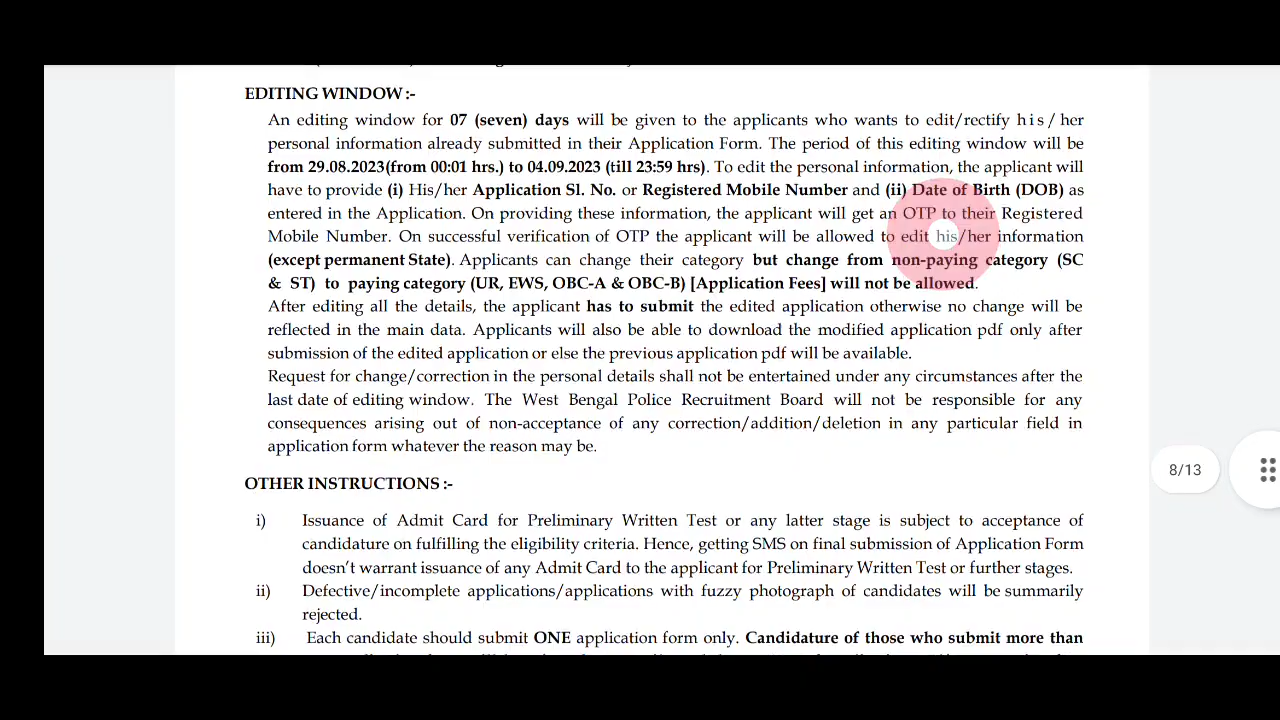 EDITING WINDOW :-
An editing window for 07 (seven) days will be given to the applicants who wants to edit/rectify his/her
personal information already submitted in their Application Form. The period of this editing window will be
from 29.08.2023(from 00:01 hrs.) to 04.09.2023 (till 23:59 hrs). To edit the personal information, the applicant will
have to provide (i) His/her Application Sl. No. or Registered Mobile Number and (ii) Date of Birth (DOB) as
entered in the Application. On providing these information, the applicant will get an OTP to their Registered
Mobile Number. On successful verification of OTP the applicant will be allowed to edit his/her information
(except permanent State). Applicants can change their category but change from non-paying category (SC
& ST) to paying category (UR, EWS, OBC-A & OBC-B) [Application Fees] will not be allowed.
After editing all the details, the applicant has to submit the edited application otherwise no change will be
reflected in the main data. Applicants will also be able to download the modified application pdf only after
submission of the edited application or else the previous application pdf will be available.
Request for change/correction in the personal details shall not be entertained under any circumstances after the
last date of editing window. The West Bengal Police Recruitment Board will not be responsible for any
consequences arising out of non-acceptance of any correction/addition/deletion in any particular field in
application form whatever the reason may be.
8/13
OTHER INSTRUCTIONS :-
i) Issuance of Admit Card for Preliminary Written Test or any latter stage is subject to acceptance of
candidature on fulfilling the eligibility criteria. Hence, getting SMS on final submission of Application Form
doesn't warrant issuance of any Admit Card to the applicant for Preliminary Written Test or further stages.
ii) Defective/incomplete applications/applications with fuzzy photograph of candidates will be summarily
rejected.
iii) Each candidate should submit ONE application form only. Candidature of those who submit more than